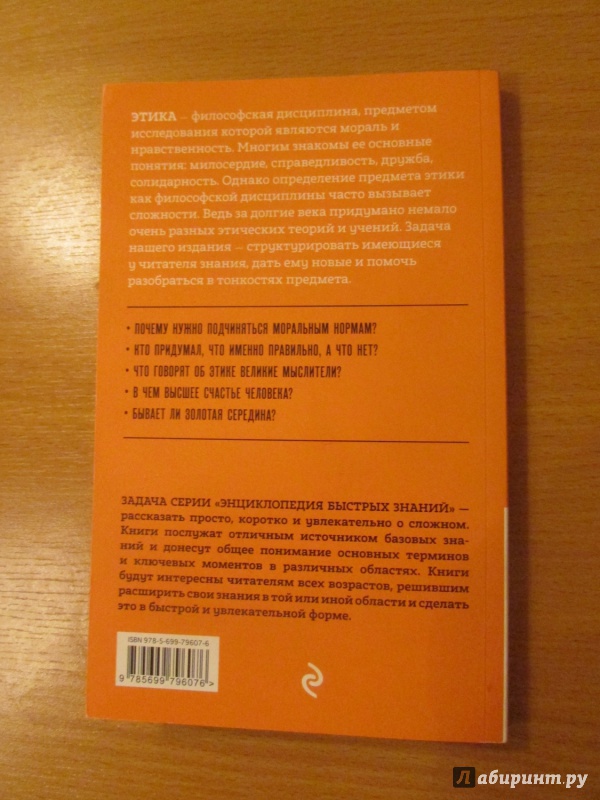 ЭТИКА – философская дисциплина, предметом
исследования которой являются мораль и
нравственность. Многим знакомы ее основные
понятия: милосердие, справедливость, дружба,
солидарность. Однако определение предмета этики
как философской дисциплины часто вызывает
сложности. Ведь за долгие века придумано немало
очень разных этических теорий и учений. Задача
нашего издания – структурировать имеющиеся
у читателя знания, дать ему новые и помочь
разобраться в тонкостях предмета.
• ПОЧЕМУ НУЖНО ПОДЧИНЯТЬСЯ МОРАЛЬНЫМ НОРМАМ?
• КТО ПРИДУМАЛ, ЧТО ИМЕННО ПРАВИЛЬНО, А ЧТО НЕТ?
• ЧТО ГОВОРЯТ ОБ ЭТИКЕ ВЕЛИКИЕ МЫСЛИТЕЛИ?
• В ЧЕМ ВЫСШЕЕ СЧАСТЬЕ ЧЕЛОВЕКА?
• БЫВАЕТ ЛИ ЗОЛОТАЯ СЕРЕДИНА?
ЗАДАЧА СЕРИИ «ЭНЦИКЛОПЕДИЯ БЫСТРЫХ ЗНАНИЙ» —
рассказать просто, коротко и увлекательно о сложном.
Книги послужат отличным источником базовых зна-
ний и донесут общее понимание основных терминов
и ключевых моментов в различных областях. Книги
будут интересны читателям всех возрастов, решившим
расширить свои знания в той или иной области и сделать
это в быстрой и увлекательной форме.
ISBN 978-5-699-79607-6
9 785699 796076 >
Лабиринт.ру